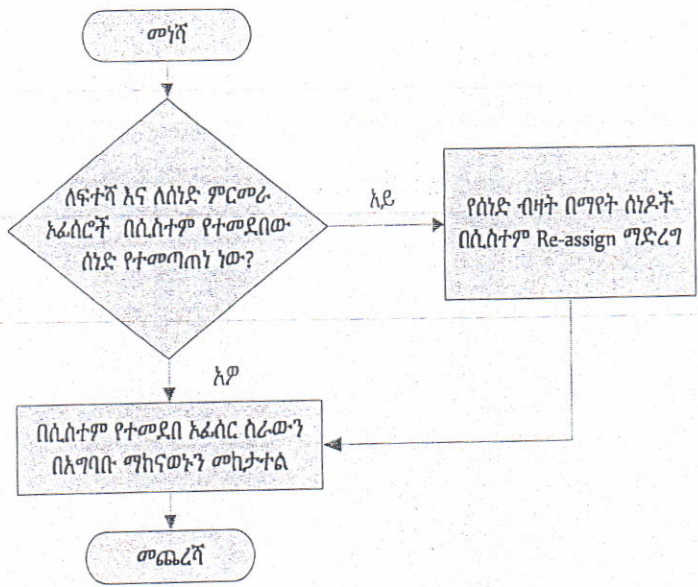 መነሻ
ለፍተሻ እና ለሰነድ ምርመራ
ኦፊሰሮች በሲስተም የተመደበው
ሰነድ የተመጣጠነ ነው?
አይ
የሰነድ ብዛት በማየት ሰነዶች
በሲስተም Re-assign ማድረግ
አዎ
በሲስተም የተመደበ ኦፊሰር ስራውን
በአግባቡ ማከናወኑን መከታተል
መጨረሻ